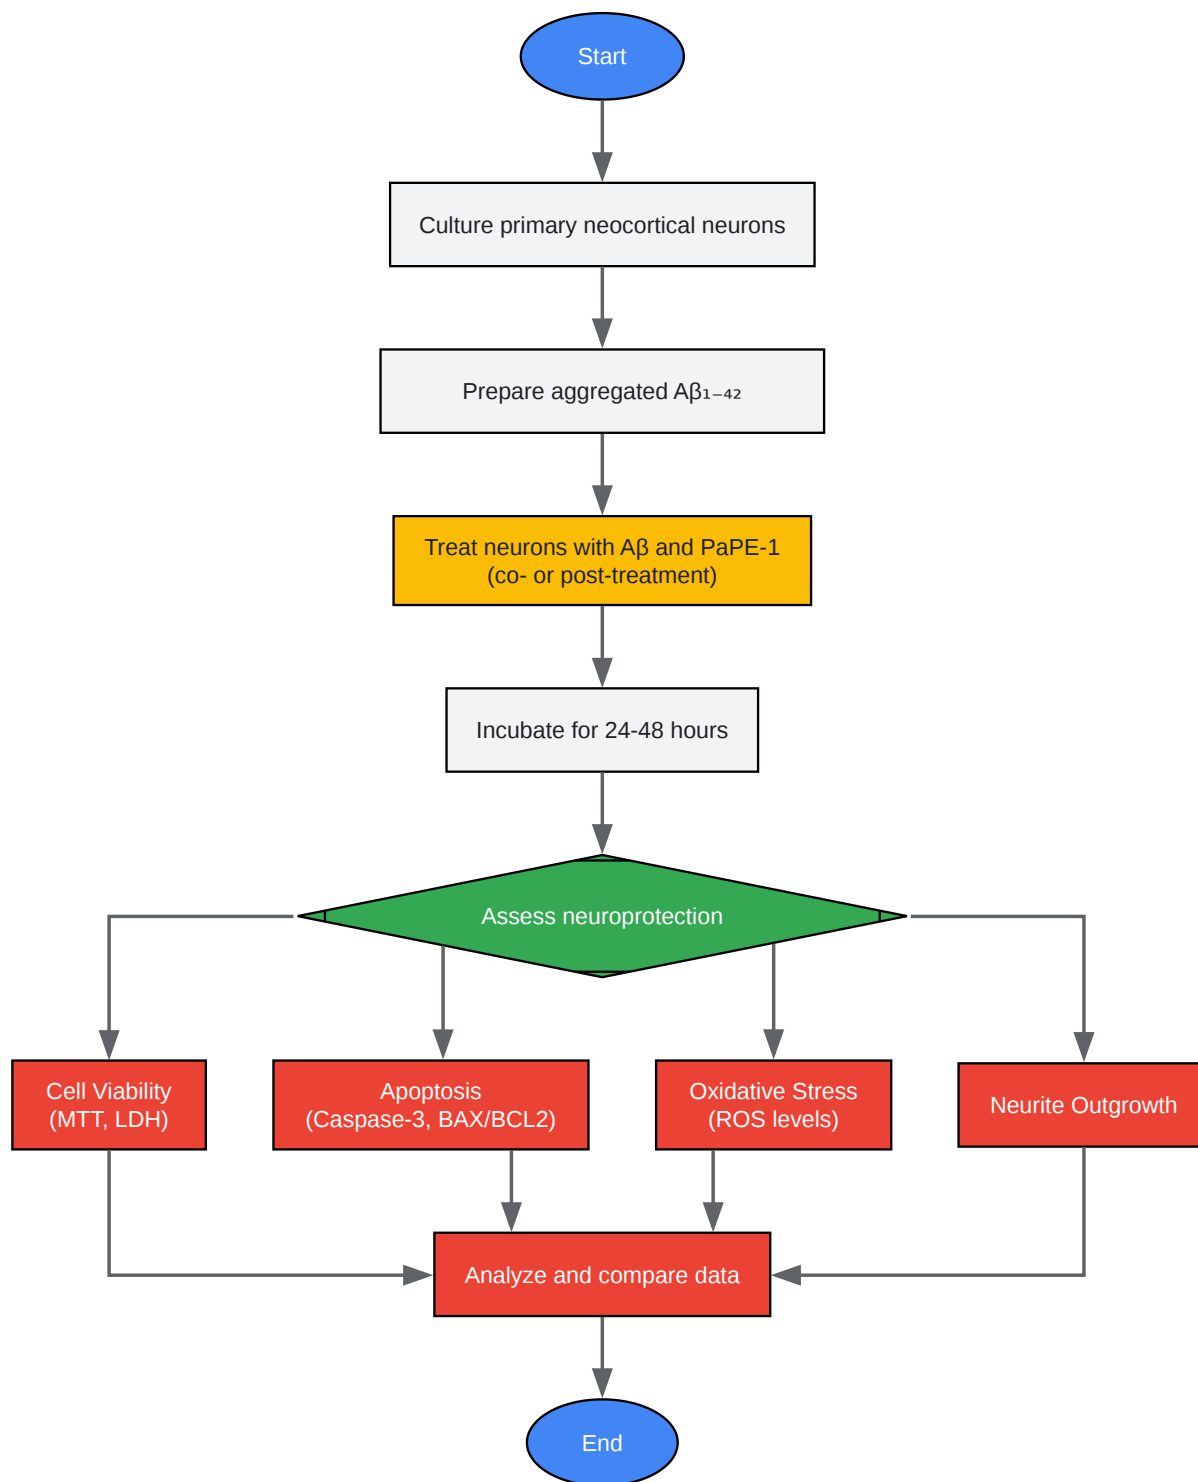 Start
Culture primary neocortical neurons
Prepare aggregated Aβ₁₋₄₂
Treat neurons with Aβ and PaPE-1
(co- or post-treatment)
Incubate for 24-48 hours
Assess neuroprotection
Cell Viability
(MTT, LDH)
Apoptosis
(Caspase-3, BAX/BCL2)
Oxidative Stress
(ROS levels)
Neurite Outgrowth
Analyze and compare data
End